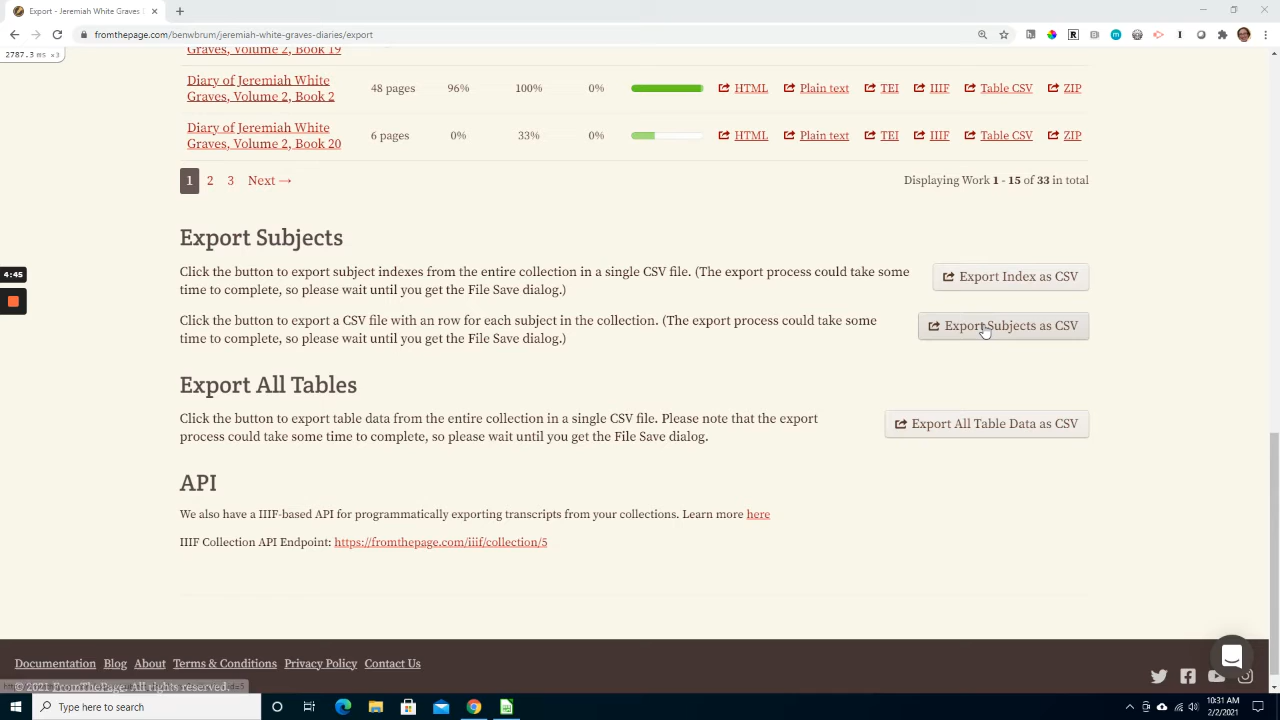 Export - Jeremiah White Graves
fromthepage.com/benwbrum/jeremiah-white-graves-diaries/export
2787.3 ms x3
Graves, Volume 2, Book 19
Diary of Jeremiah White
Graves, Volume 2, Book 2
48 pages 96% 100% 0% HTML Plain text TEI IIIF Table CSV ZIP
Diary of Jeremiah White
Graves, Volume 2, Book 20
6 pages 0% 33% 0% HTML Plain text TEI IIIF Table CSV ZIP
1 2 3 Next →
Displaying Work 1 - 15 of 33 in total
Export Subjects
Click the button to export subject indexes from the entire collection in a single CSV file. (The export process could take some
time to complete, so please wait until you get the File Save dialog.)
Export Index as CSV
4:45
Click the button to export a CSV file with an row for each subject in the collection. (The export process could take some
time to complete, so please wait until you get the File Save dialog.)
Export Subjects as CSV
Export All Tables
Click the button to export table data from the entire collection in a single CSV file. Please note that the export
process could take some time to complete, so please wait until you get the File Save dialog.
Export All Table Data as CSV
API
We also have a IIIF-based API for programmatically exporting transcripts from your collections. Learn more here
IIIF Collection API Endpoint: https://fromthepage.com/iiif/collection/5
Documentation Blog About Terms & Conditions Privacy Policy Contact Us
© 2021 FromThePage. All rights reserved.
Type here to search
10:31 AM
2/2/2021